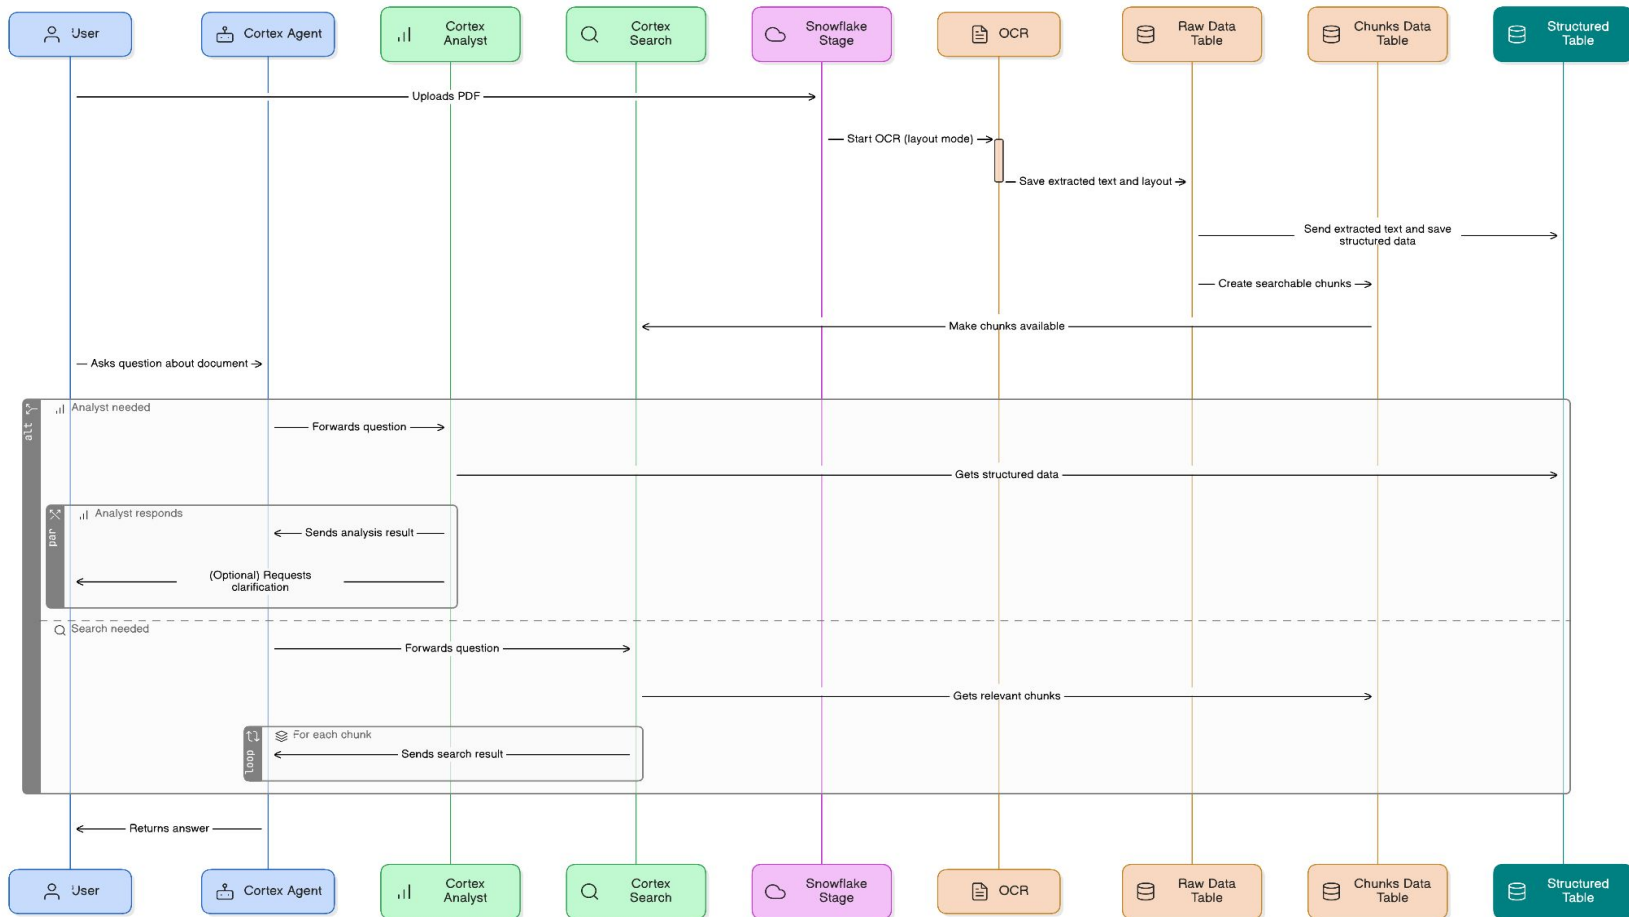 User
Cortex Agent
Cortex
Analyst
Cortex
Search
Snowflake
Stage
OCR
Raw Data
Table
Chunks Data
Table
Structured
Table
Uploads PDF
Start OCR (layout mode)
Save extracted text and layout
Send extracted text and save
structured data
Create searchable chunks
Make chunks available
Asks question about document
alt
Analyst needed
Forwards question
Gets structured data
par
Analyst responds
Sends analysis result
(Optional) Requests
clarification
Search needed
Forwards question
Gets relevant chunks
loop
For each chunk
Sends search result
Returns answer
User
Cortex Agent
Cortex
Analyst
Cortex
Search
Snowflake
Stage
OCR
Raw Data
Table
Chunks Data
Table
Structured
Table